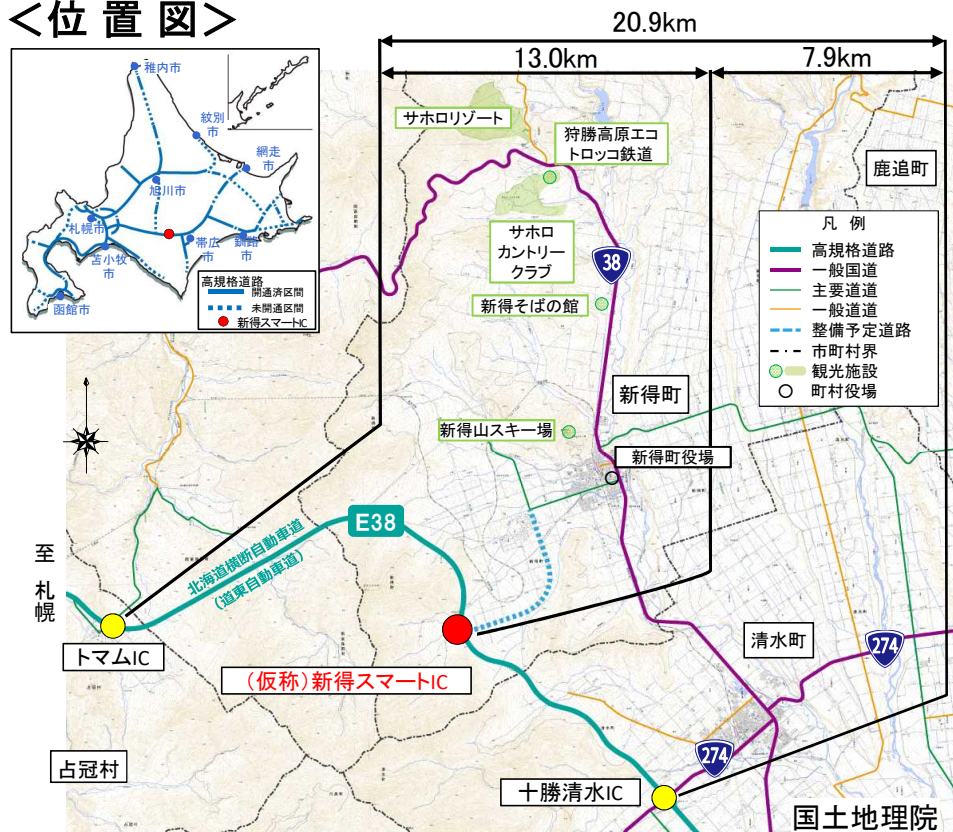 ＜位 置 図＞
20.9km
13.0km
7.9km
稚内市
紋別
市
網走
市
旭川市
札幌市
苫小牧
市
帯広
市
釧路
市
函館市
高規格道路
開通済区間
未開通区間
新得スマートIC
サホロリゾート
狩勝高原エコ
トロッコ鉄道
サホロ
カントリー
クラブ
38
新得そばの館
鹿追町
凡 例
高規格道路
一般国道
主要道道
一般道道
整備予定道路
市町村界
観光施設
町村役場
新得町
新得山スキー場
新得町役場
E38
北海道横断自動車道
(道東自動車道)
至
札
幌
トマムIC
（仮称）新得スマートIC
清水町
274
274
占冠村
十勝清水IC
国土地理院